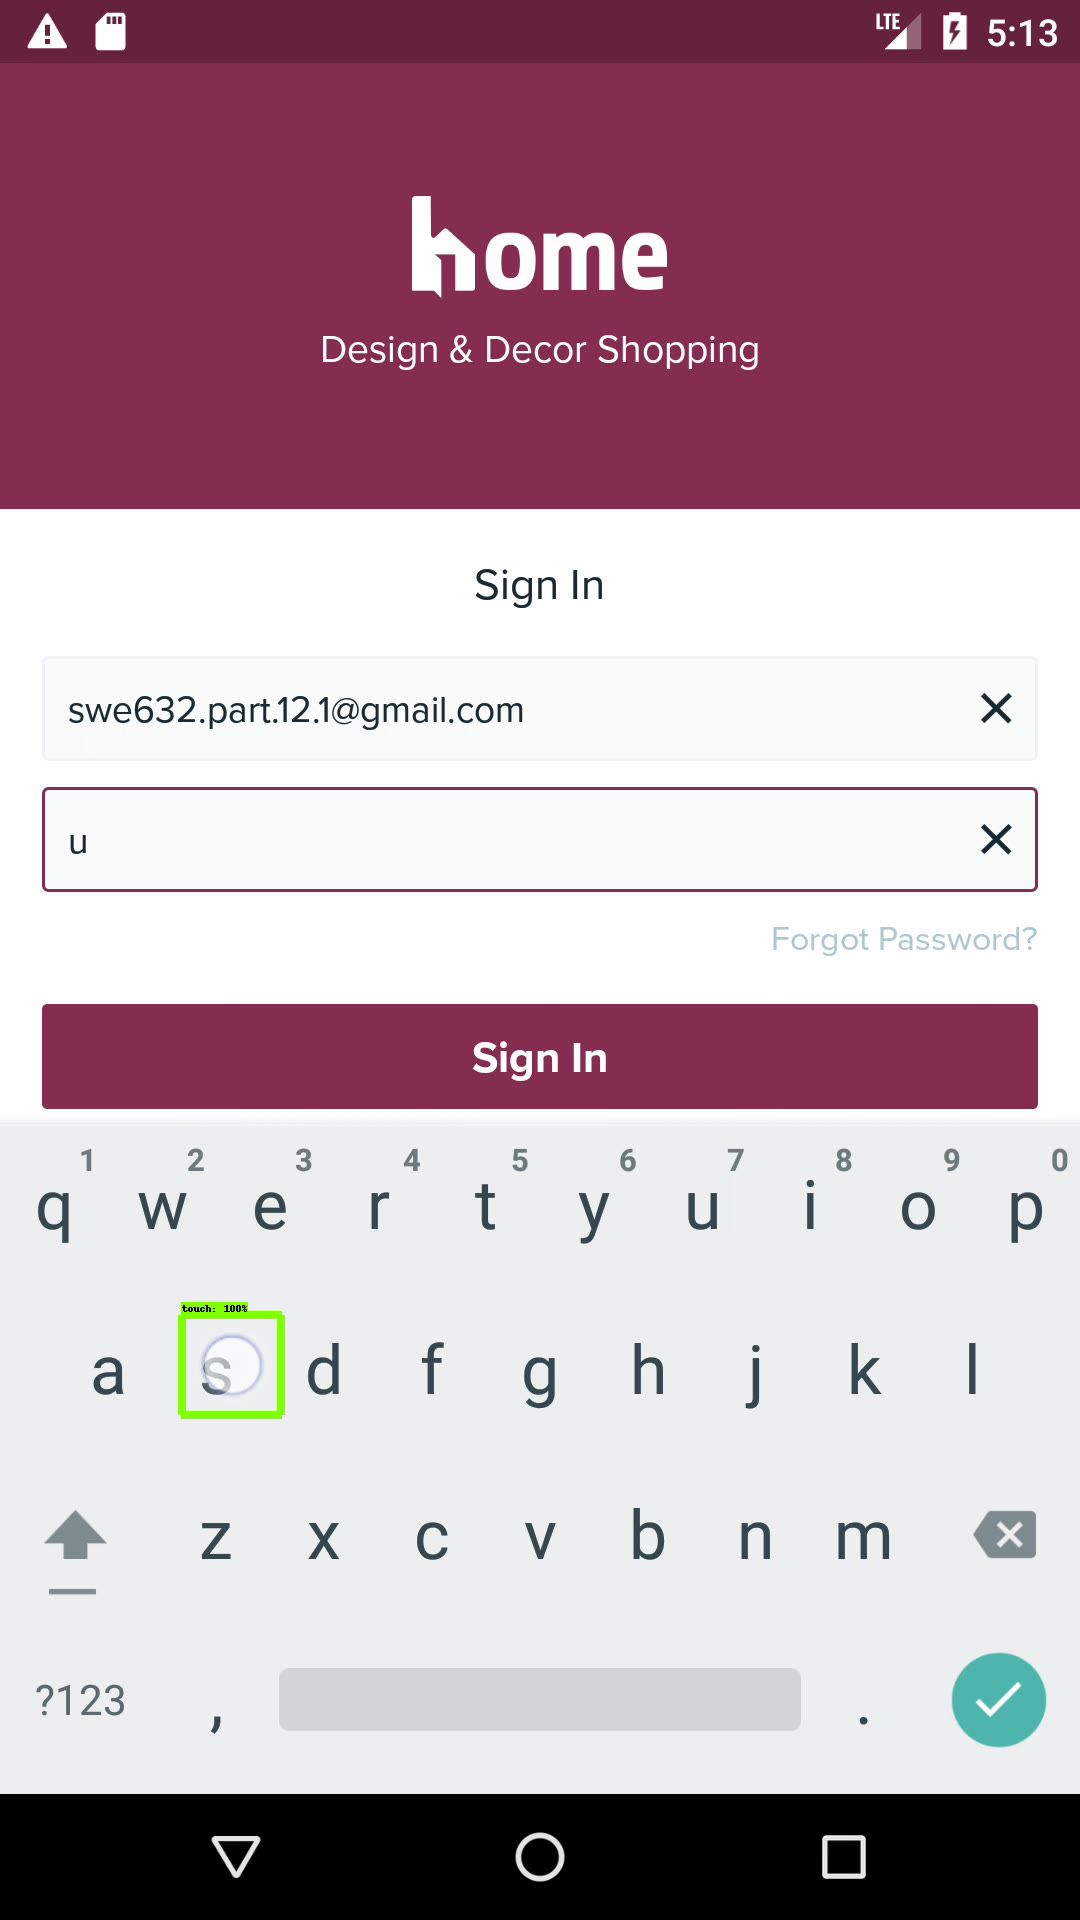 LTE 5:13
home
Design & Decor Shopping
Sign In
swe632.part.12.1@gmail.com
u
Forgot Password?
Sign In
1 2 3 4 5 6 7 8 9 0
q w e r t y u i o p
touch: 100%
a s d f g h j k l
z x c v b n m
?123 , .